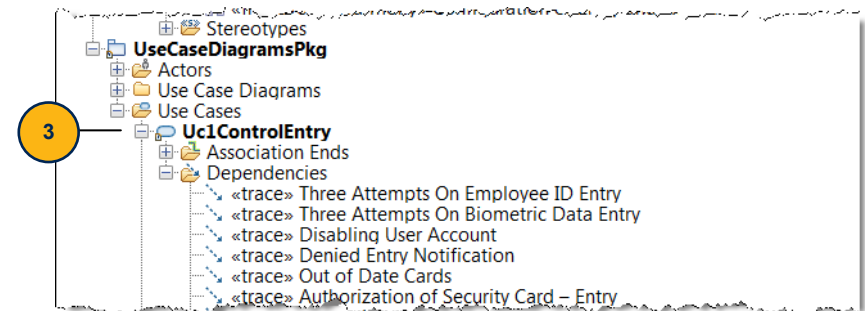 «S» Stereotypes
UseCaseDiagramsPkg
Actors
Use Case Diagrams
Use Cases
3 Uc1ControlEntry
Association Ends
Dependencies
«trace» Three Attempts On Employee ID Entry
«trace» Three Attempts On Biometric Data Entry
«trace» Disabling User Account
«trace» Denied Entry Notification
«trace» Out of Date Cards
«trace» Authorization of Security Card – Entry